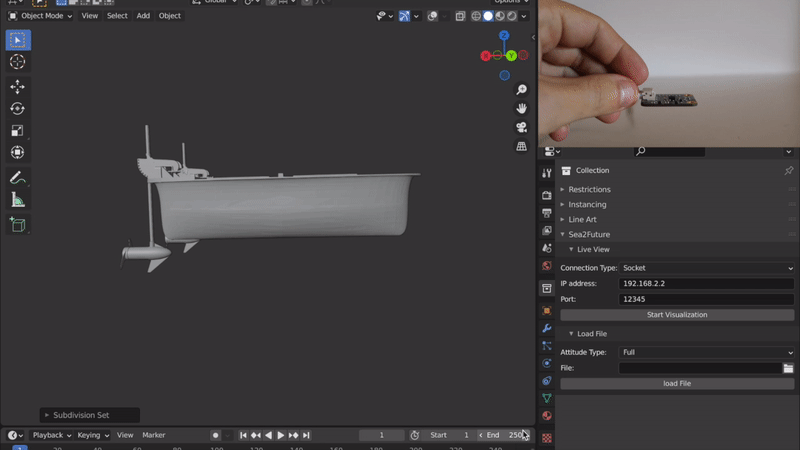 Global
Options
Object Mode
View
Select
Add
Object
Z
X
Y
Collection
Restrictions
Instancing
Line Art
Sea2Future
Live View
Connection Type: Socket
IP address: 192.168.2.2
Port: 12345
Start Visualization
Load File
Attitude Type: Full
File:
load File
Subdivision Set
Playback
Keying
View
Marker
1
Start 1
End 250
1